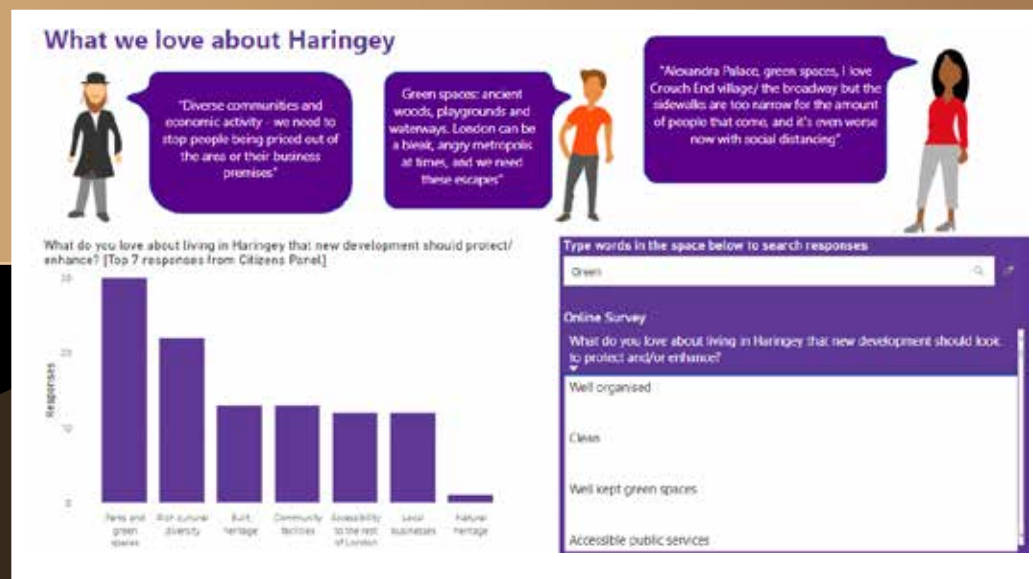 What we love about Haringey
"Diverse communities and
economic activity - we need to
stop people being priced out of
the area or their business
premises"
Green spaces: ancient
woods, playgrounds and
waterways. London can be
a bleak, angry metropolis
at times, and we need
these escapes"
"Alexandra Palace, green spaces, I love
Crouch End village/ the broadway but the
sidewalks are too narrow for the amount
of people that come, and it's even worse
now with social distancing"
What do you love about living in Haringey that new development should protect/
enhance? [Top 7 responses from Citizens Panel]
30
20
10
0
Responses
Parks and
green
spaces
Rich cultural
diversity
Built
heritage
Community
facilities
Accessibility
to the rest
of London
Local
businesses
Natural
heritage
Type words in the space below to search responses
Green
Online Survey
What do you love about living in Haringey that new development should look
to protect and/or enhance?
Well organised
Clean
Well kept green spaces
Accessible public services